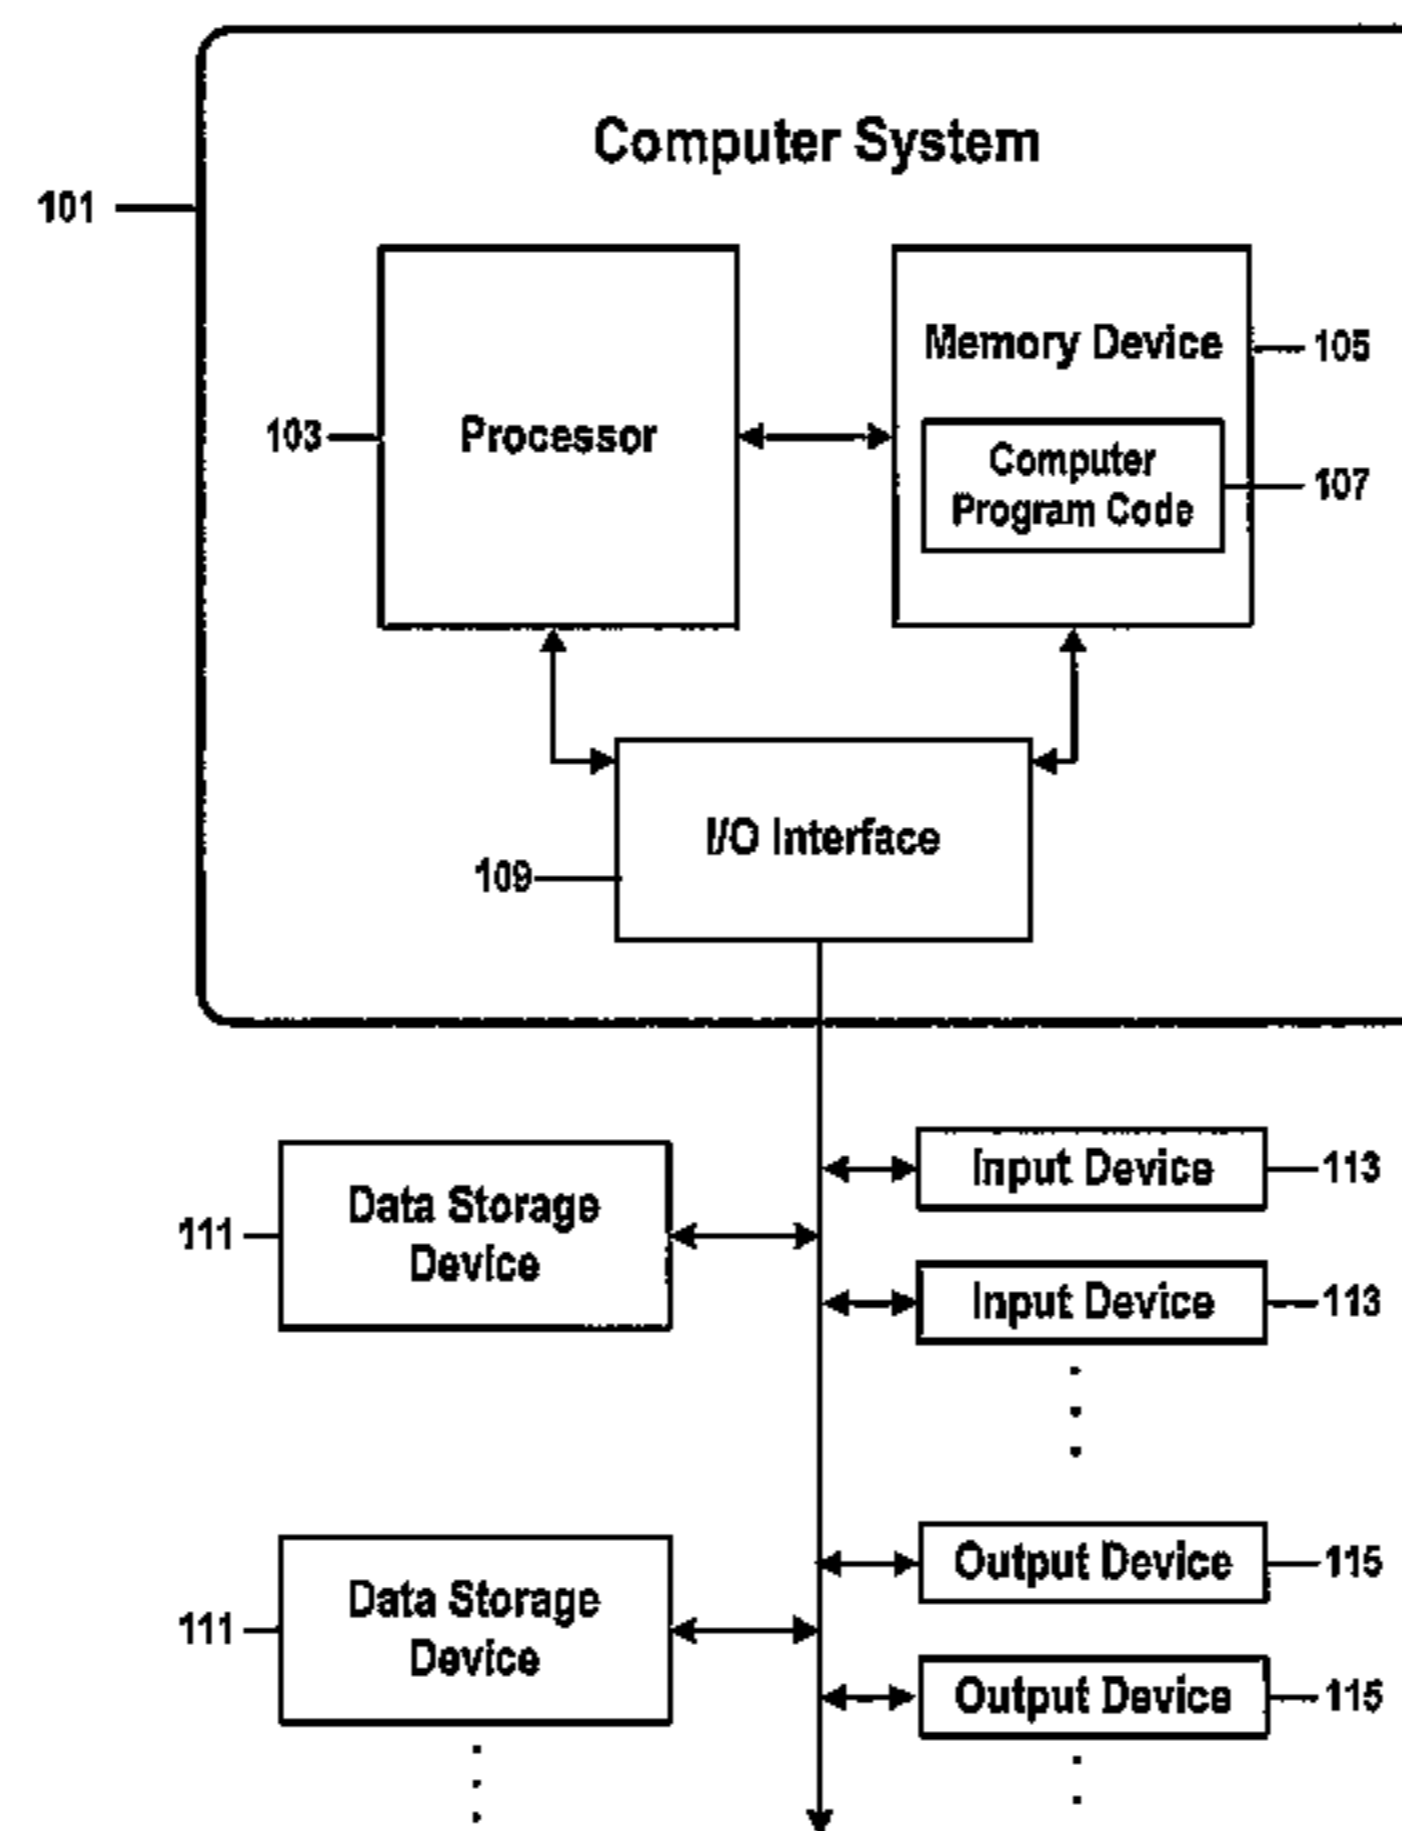 Computer System
101
Memory Device
105
103
Processor
Computer
Program Code
107
I/O Interface
109
Input Device
113
Data Storage
Device
111
Input Device
113
Output Device
115
Data Storage
Device
111
Output Device
115